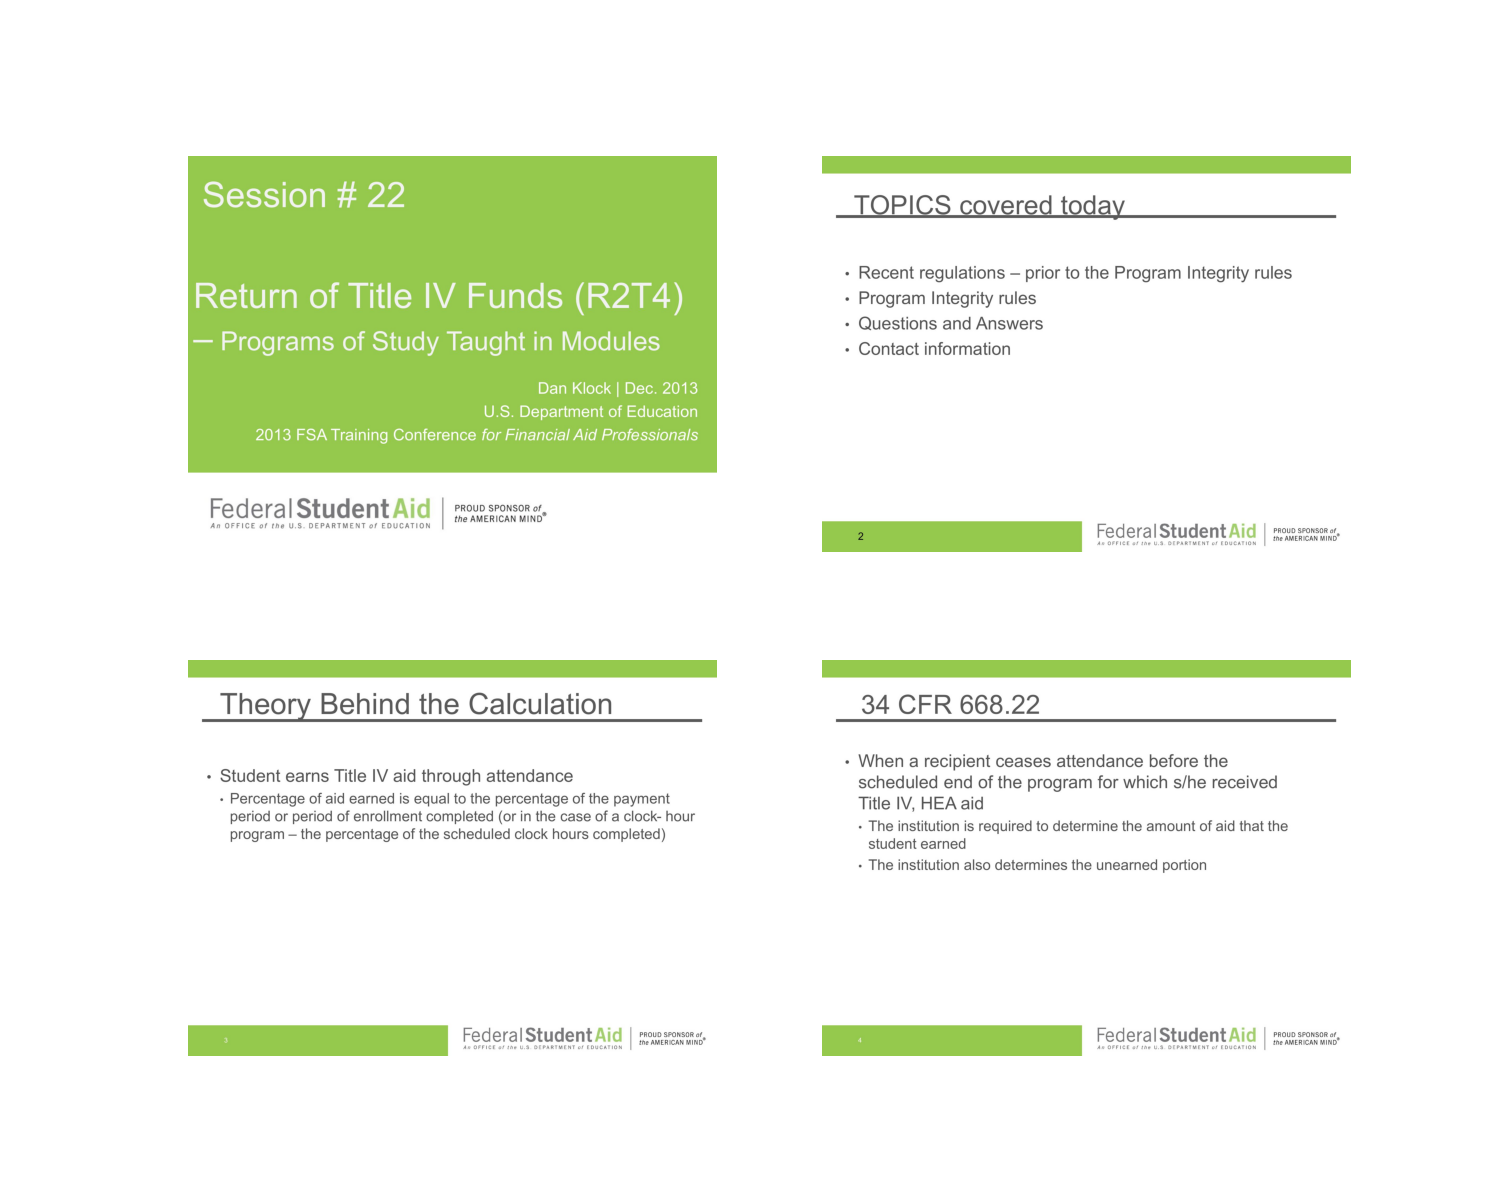 Session # 22
Return of Title IV Funds (R2T4)
– Programs of Study Taught in Modules
Dan Klock | Dec. 2013
U.S. Department of Education
2013 FSA Training Conference for Financial Aid Professionals
Federal Student Aid
An OFFICE of the U.S. DEPARTMENT of EDUCATION
PROUD SPONSOR of
the AMERICAN MIND®
TOPICS covered today
• Recent regulations – prior to the Program Integrity rules
• Program Integrity rules
• Questions and Answers
• Contact information
2
Federal Student Aid
An OFFICE of the U.S. DEPARTMENT of EDUCATION
PROUD SPONSOR of
the AMERICAN MIND®
Theory Behind the Calculation
• Student earns Title IV aid through attendance
• Percentage of aid earned is equal to the percentage of the payment
period or period of enrollment completed (or in the case of a clock- hour
program – the percentage of the scheduled clock hours completed)
3
Federal Student Aid
An OFFICE of the U.S. DEPARTMENT of EDUCATION
PROUD SPONSOR of
the AMERICAN MIND®
34 CFR 668.22
• When a recipient ceases attendance before the
scheduled end of the program for which s/he received
Title IV, HEA aid
• The institution is required to determine the amount of aid that the
student earned
• The institution also determines the unearned portion
4
Federal Student Aid
An OFFICE of the U.S. DEPARTMENT of EDUCATION
PROUD SPONSOR of
the AMERICAN MIND®